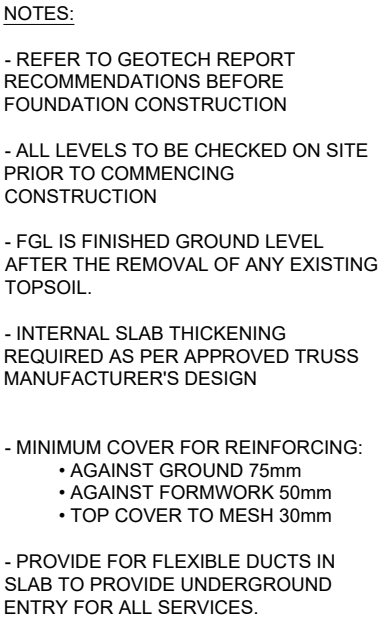 NOTES:
- REFER TO GEOTECH REPORT
RECOMMENDATIONS BEFORE
FOUNDATION CONSTRUCTION
- ALL LEVELS TO BE CHECKED ON SITE
PRIOR TO COMMENCING
CONSTRUCTION
- FGL IS FINISHED GROUND LEVEL
AFTER THE REMOVAL OF ANY EXISTING
TOPSOIL.
- INTERNAL SLAB THICKENING
REQUIRED AS PER APPROVED TRUSS
MANUFACTURER'S DESIGN
- MINIMUM COVER FOR REINFORCING:
• AGAINST GROUND 75mm
• AGAINST FORMWORK 50mm
• TOP COVER TO MESH 30mm
- PROVIDE FOR FLEXIBLE DUCTS IN
SLAB TO PROVIDE UNDERGROUND
ENTRY FOR ALL SERVICES.